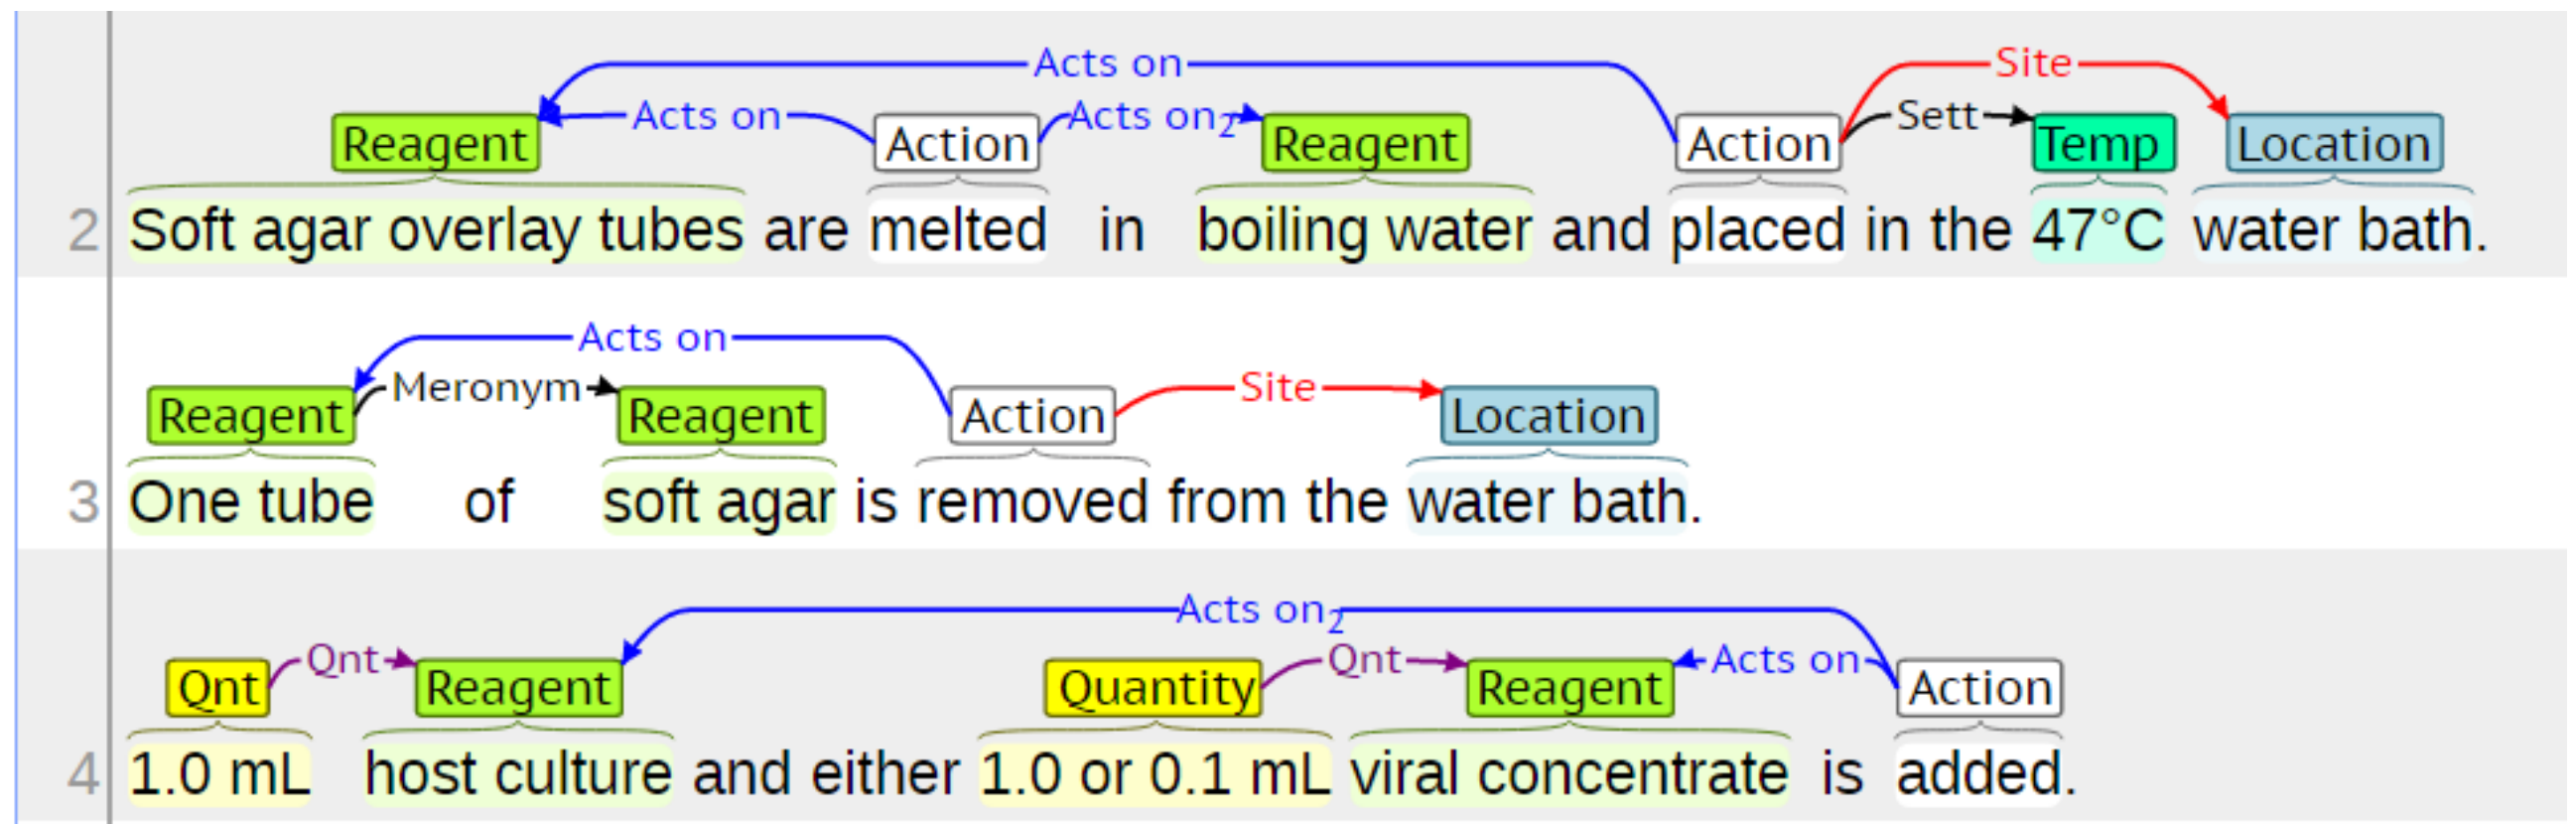 Acts on Site
Acts on Acts on2 Sett
Reagent Action Reagent Action Temp Location
2 Soft agar overlay tubes are melted in boiling water and placed in the 47°C water bath.
Acts on
Meronym Site
Reagent Reagent Action Location
3 One tube of soft agar is removed from the water bath.
Acts on2
Qnt Qnt Acts on
Qnt Reagent Quantity Reagent Action
4 1.0 mL host culture and either 1.0 or 0.1 mL viral concentrate is added.